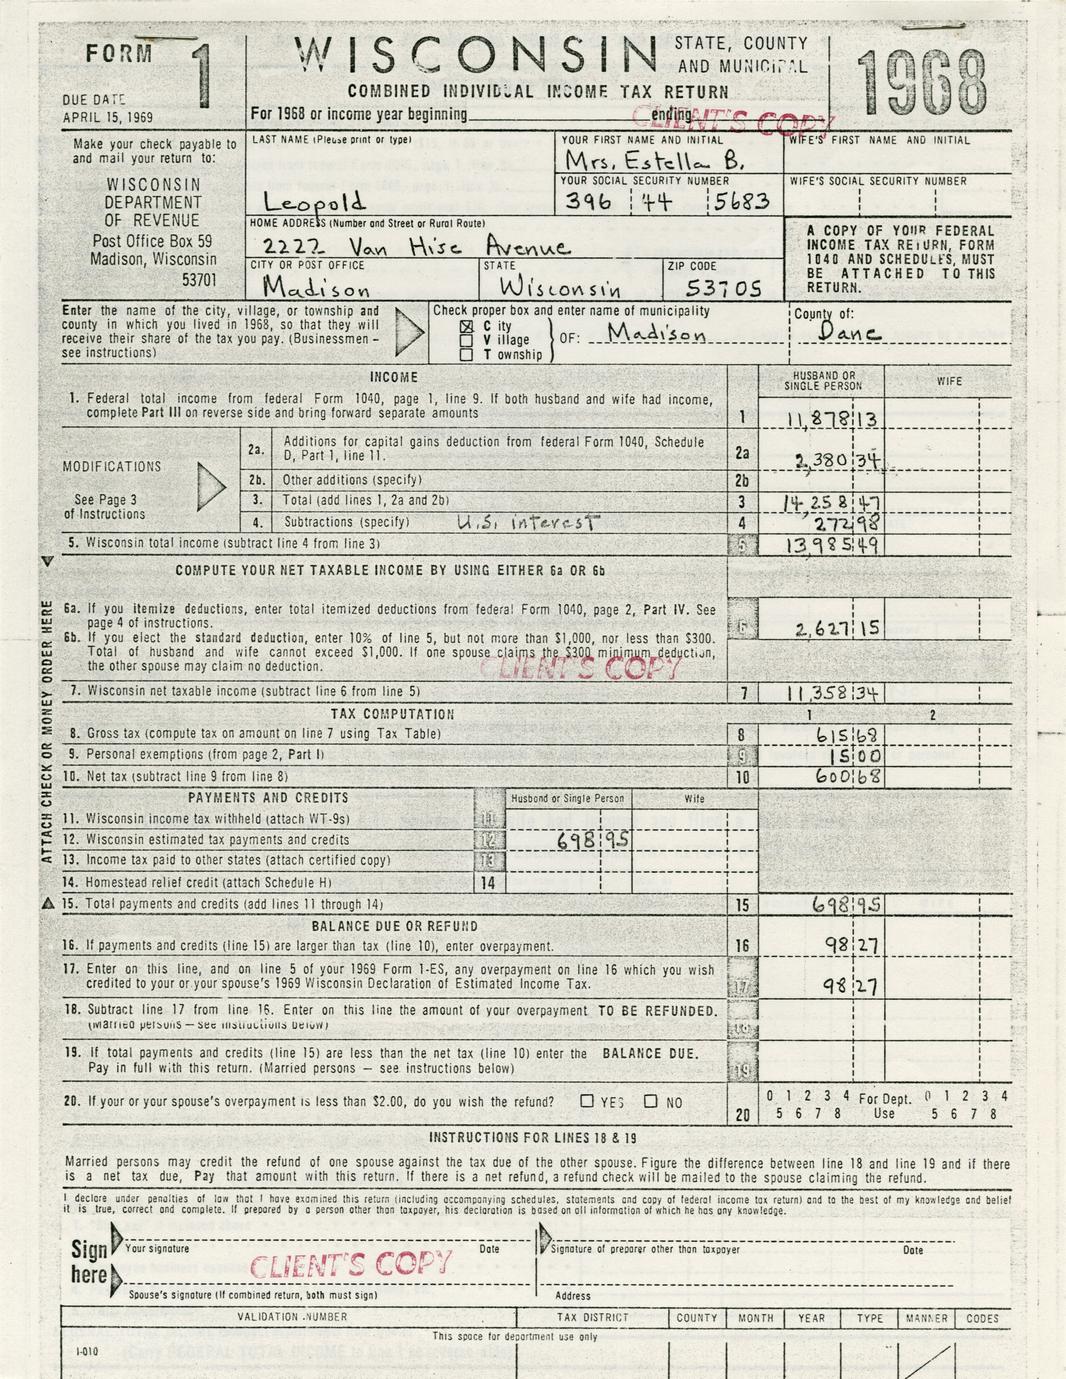 FORM 1
WISCONSIN STATE, COUNTY AND MUNICIPAL
1968
COMBINED INDIVIDUAL INCOME TAX RETURN
DUE DATE
APRIL 15, 1969
For 1968 or income year beginning ending
CLIENT'S COPY
Make your check payable to and mail your return to:
WISCONSIN
DEPARTMENT
OF REVENUE
Post Office Box 59
Madison, Wisconsin
53701
LAST NAME (Please print or type)
Leopold
YOUR FIRST NAME AND INITIAL
Mrs. Estella B.
WIFE'S FIRST NAME AND INITIAL
YOUR SOCIAL SECURITY NUMBER
396 44 5683
WIFE'S SOCIAL SECURITY NUMBER
HOME ADDRESS (Number and Street or Rural Route)
2222 Van Hise Avenue
CITY OR POST OFFICE
Madison
STATE
Wisconsin
ZIP CODE
53705
A COPY OF YOUR FEDERAL
INCOME TAX RETURN, FORM
1040 AND SCHEDULES, MUST
BE ATTACHED TO THIS
RETURN.
Enter the name of the city, village, or township and
county in which you lived in 1968, so that they will
receive their share of the tax you pay. (Businessmen -
see instructions)
Check proper box and enter name of municipality
☒ City
☐ Village
☐ Township
OF: Madison
County of:
Dane
INCOME
HUSBAND OR SINGLE PERSON
WIFE
1. Federal total income from federal Form 1040, page 1, line 9. If both husband and wife had income,
complete Part III on reverse side and bring forward separate amounts 1 11,878 13
MODIFICATIONS
See Page 3
of Instructions
2a. Additions for capital gains deduction from federal Form 1040, Schedule
D, Part 1, line 11. 2a 2,380 34
2b. Other additions (specify) 2b
3. Total (add lines 1, 2a and 2b) 3 14,258 47
4. Subtractions (specify) U.S. interest 4 272 98
5. Wisconsin total income (subtract line 4 from line 3) 5 13,985 49
COMPUTE YOUR NET TAXABLE INCOME BY USING EITHER 6a OR 6b
6a. If you itemize deductions, enter total itemized deductions from federal Form 1040, page 2, Part IV. See
page 4 of instructions. 6 2,627 15
6b. If you elect the standard deduction, enter 10% of line 5, but not more than $1,000, nor less than $300.
Total of husband and wife cannot exceed $1,000. If one spouse claims the $300 minimum deduction,
the other spouse may claim no deduction.
CLIENT'S COPY
7. Wisconsin net taxable income (subtract line 6 from line 5) 7 11,358 34
TAX COMPUTATION 1 2
8. Gross tax (compute tax on amount on line 7 using Tax Table) 8 615 68
9. Personal exemptions (from page 2, Part I) 9 15 00
10. Net tax (subtract line 9 from line 8) 10 600 68
ATTACH CHECK OR MONEY ORDER HERE
PAYMENTS AND CREDITS Husband or Single Person Wife
11. Wisconsin income tax withheld (attach WT-9s) 11
12. Wisconsin estimated tax payments and credits 12 698 95
13. Income tax paid to other states (attach certified copy) 13
14. Homestead relief credit (attach Schedule H) 14
15. Total payments and credits (add lines 11 through 14) 15 698 95
BALANCE DUE OR REFUND
16. If payments and credits (line 15) are larger than tax (line 10), enter overpayment. 16 98 27
17. Enter on this line, and on line 5 of your 1969 Form 1-ES, any overpayment on line 16 which you wish
credited to your or your spouse's 1969 Wisconsin Declaration of Estimated Income Tax. 17 98 27
18. Subtract line 17 from line 16. Enter on this line the amount of your overpayment TO BE REFUNDED.
(Married persons — see instructions below) 18
19. If total payments and credits (line 15) are less than the net tax (line 10) enter the BALANCE DUE.
Pay in full with this return. (Married persons — see instructions below) 19
20. If your or your spouse's overpayment is less than $2.00, do you wish the refund? ☐ YES ☐ NO 20
0 1 2 3 4 For Dept. 0 1 2 3 4
5 6 7 8 Use 5 6 7 8
INSTRUCTIONS FOR LINES 18 & 19
Married persons may credit the refund of one spouse against the tax due of the other spouse. Figure the difference between line 18 and line 19 and if there
is a net tax due, Pay that amount with this return. If there is a net refund, a refund check will be mailed to the spouse claiming the refund.
I declare under penalties of law that I have examined this return (including accompanying schedules, statements and copy of federal income tax return) and to the best of my knowledge and belief
it is true, correct and complete. If prepared by a person other than taxpayer, his declaration is based on all information of which he has any knowledge.
Sign
here
Your signature Date
Signature of preparer other than taxpayer Date
CLIENT'S COPY
Spouse's signature (If combined return, both must sign)
Address
VALIDATION NUMBER TAX DISTRICT COUNTY MONTH YEAR TYPE MANNER CODES
This space for department use only
I-010